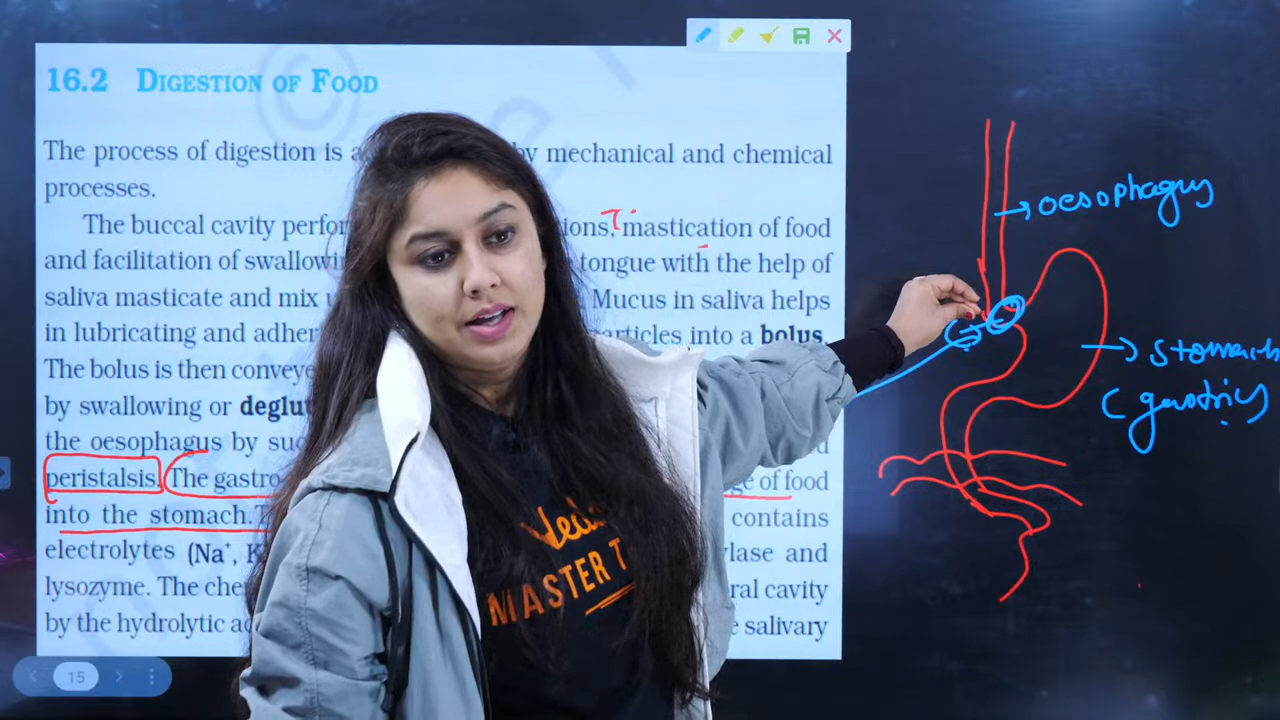 16.2 DIGESTION OF FOOD
The process of digestion is a by mechanical and chemical
processes.
The buccal cavity perfor ions, mastication of food
and facilitation of swallowi tongue with the help of
saliva masticate and mix u Mucus in saliva helps
in lubricating and adher articles into a bolus.
The bolus is then conveye
by swallowing or deglut
the oesophagus by suc
peristalsis. The gastro ge of food
into the stomach. T contains
electrolytes (Na⁺, K ylase and
lysozyme. The che ral cavity
by the hydrolytic ac e salivary
MASTER T
→ oesophagus
→ stomach
(gastric)
15